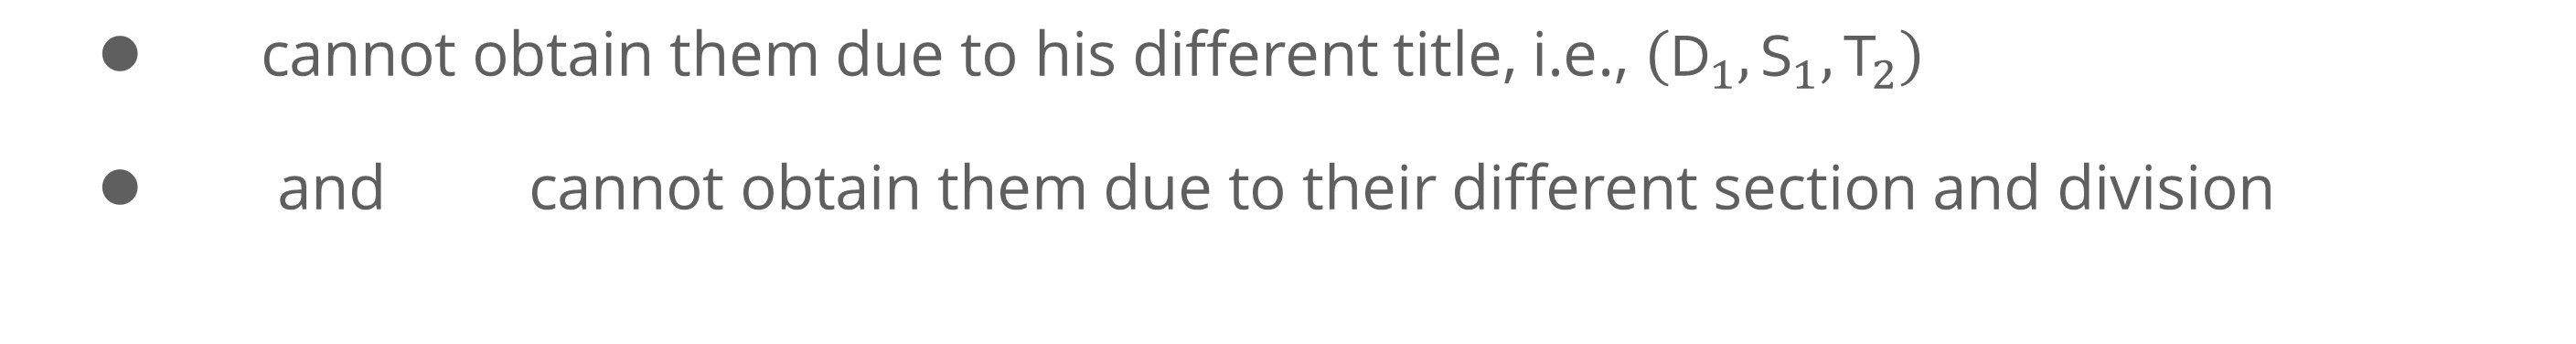 ● cannot obtain them due to his different title, i.e., (D₁, S₁, T₂)
● and cannot obtain them due to their different section and division